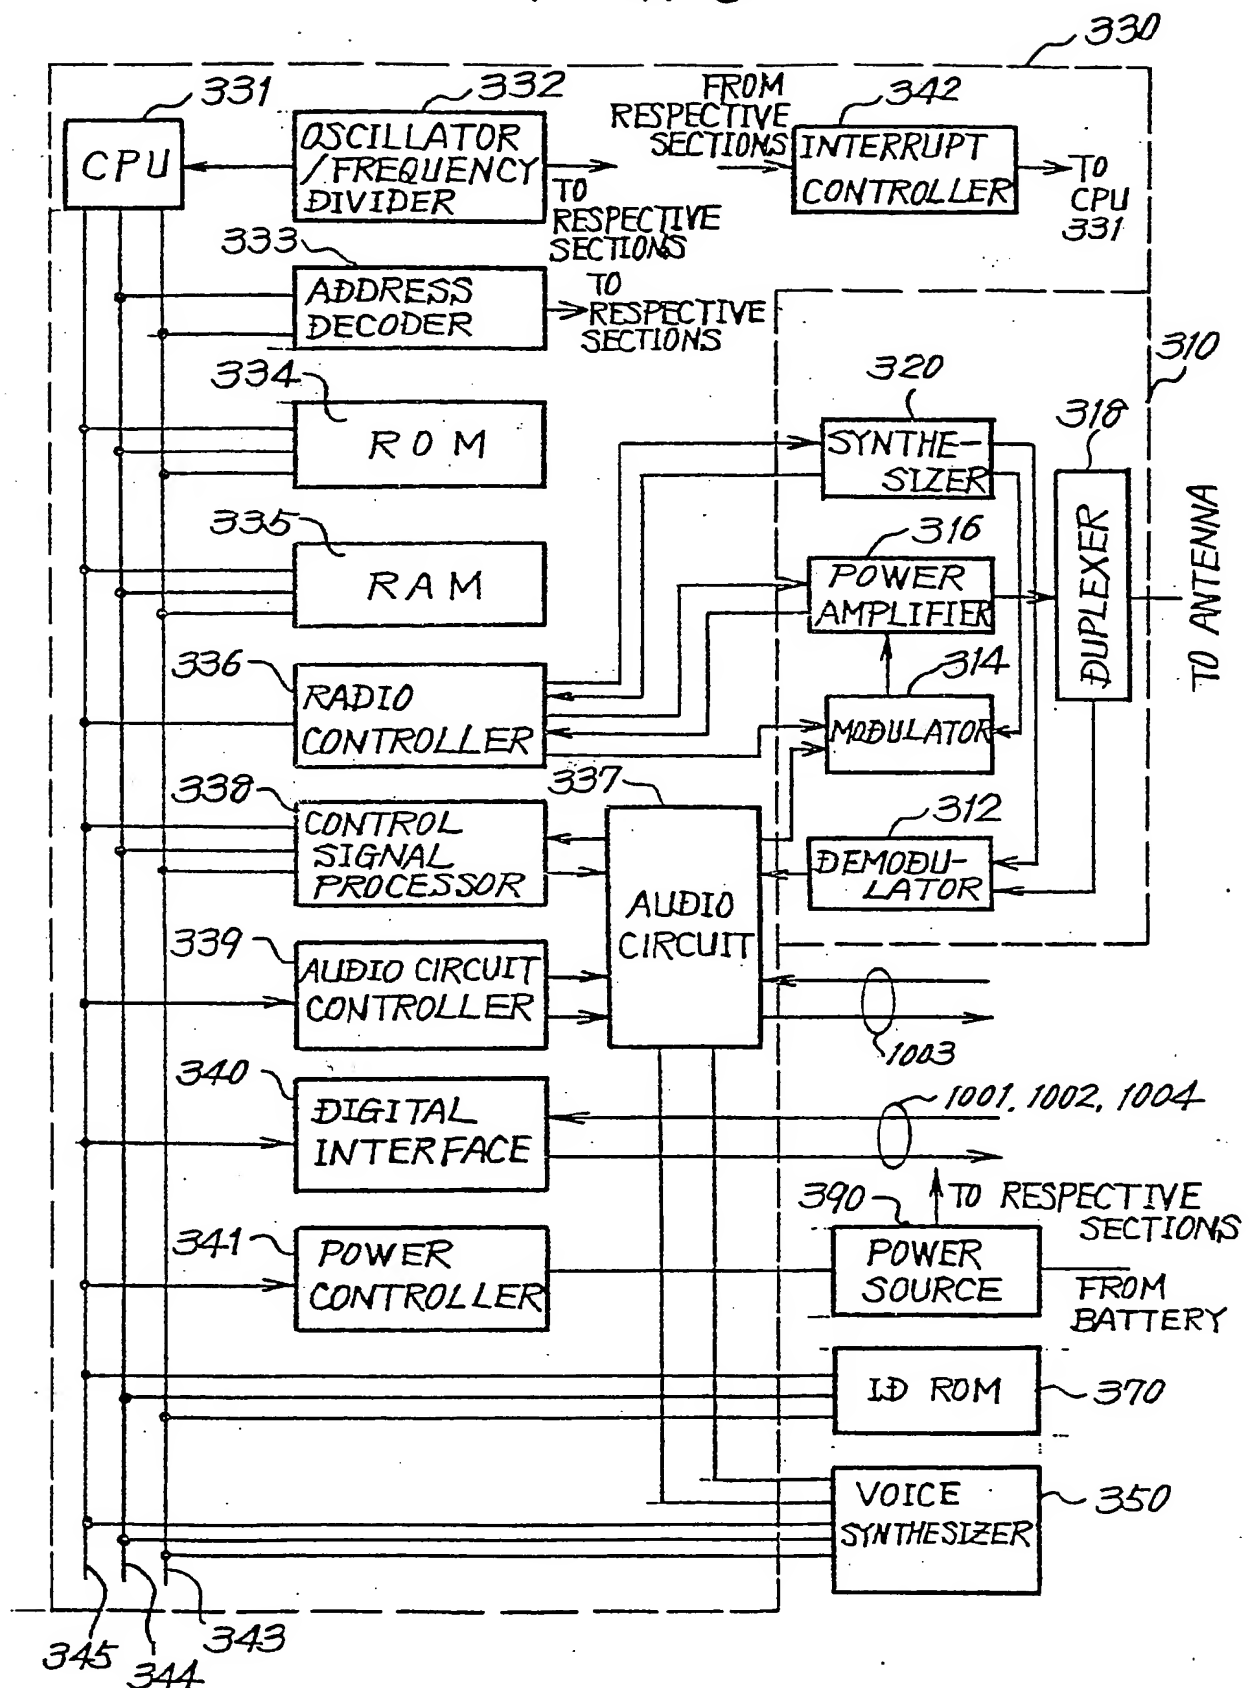 330
331
332
FROM
RESPECTIVE
SECTIONS
342
CPU
OSCILLATOR
/FREQUENCY
DIVIDER
TO
RESPECTIVE
SECTIONS
INTERRUPT
CONTROLLER
TO
CPU
331
333
ADDRESS
DECODER
TO
RESPECTIVE
SECTIONS
310
334
ROM
320
SYNTHE-
SIZER
318
DUPLEXER
TO ANTENNA
335
RAM
316
POWER
AMPLIFIER
336
RADIO
CONTROLLER
314
MODULATOR
338
CONTROL
SIGNAL
PROCESSOR
337
AUDIO
CIRCUIT
312
DEMODU-
LATOR
339
AUDIO CIRCUIT
CONTROLLER
1003
340
DIGITAL
INTERFACE
1001, 1002, 1004
390
TO RESPECTIVE
SECTIONS
341
POWER
CONTROLLER
POWER
SOURCE
FROM
BATTERY
ID ROM
370
VOICE
SYNTHESIZER
350
345
344
343